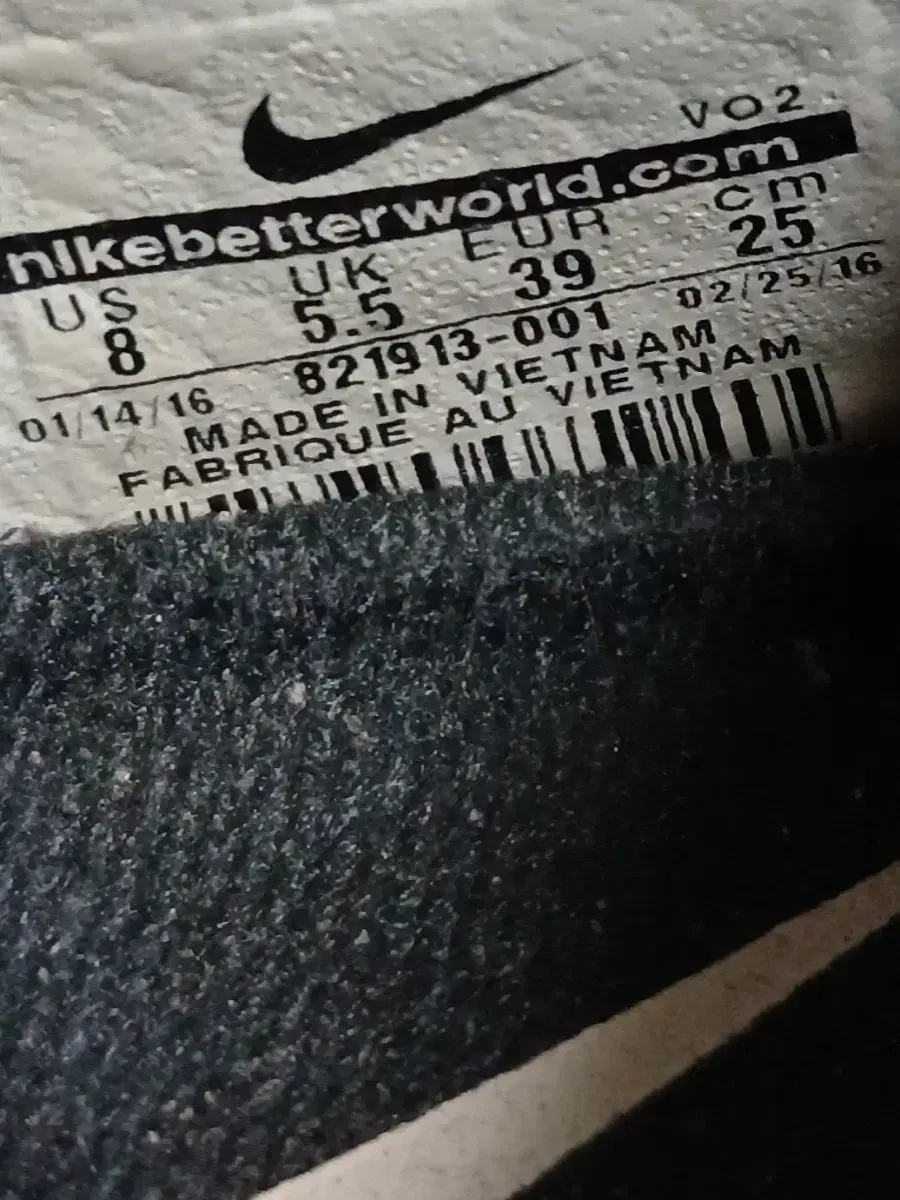 VO2
nikebetterworld.com
US UK EUR cm
8 5.5 39 25
01/14/16 821913-001 02/25/16
MADE IN VIETNAM
FABRIQUE AU VIETNAM